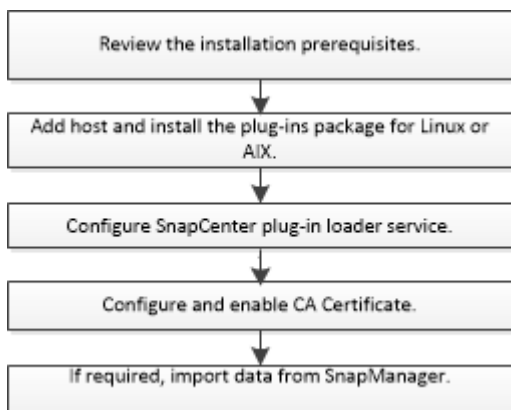 Review the installation prerequisites.
Add host and install the plug-ins package for Linux or
AIX.
Configure SnapCenter plug-in loader service.
Configure and enable CA Certificate.
If required, import data from SnapManager.